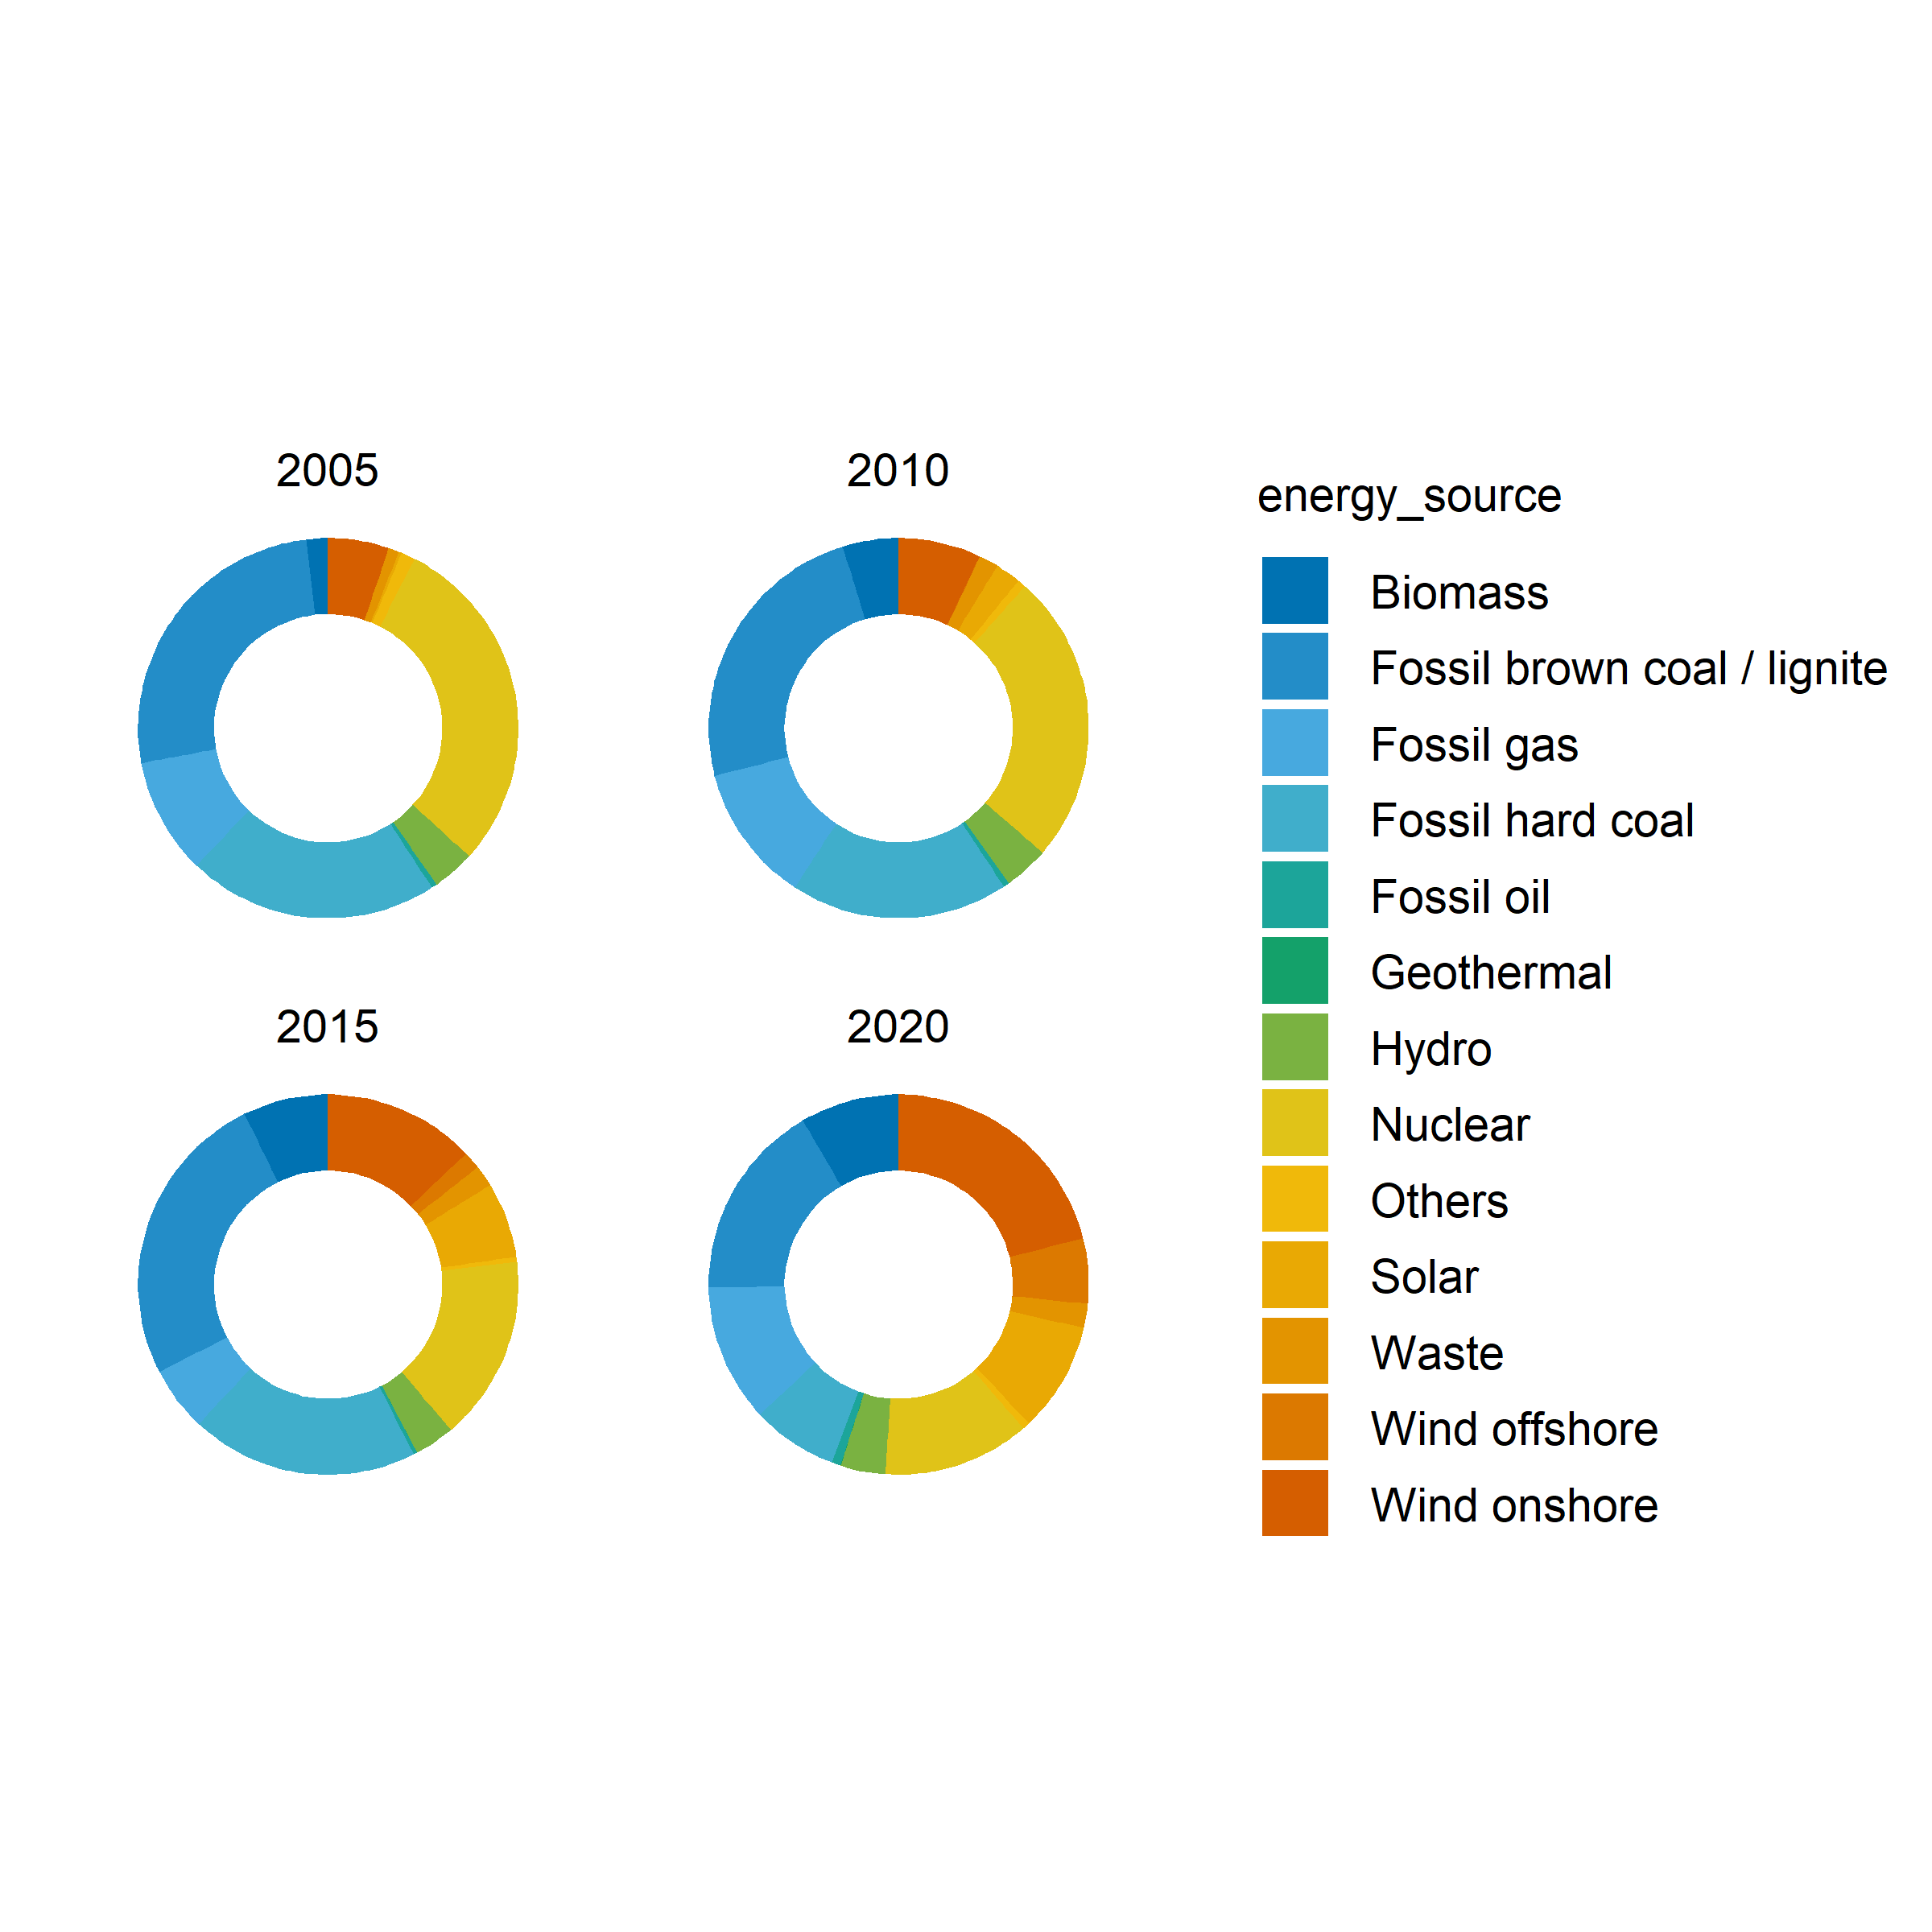 2005
2010
2015
2020
energy_source
Biomass
Fossil brown coal / lignite
Fossil gas
Fossil hard coal
Fossil oil
Geothermal
Hydro
Nuclear
Others
Solar
Waste
Wind offshore
Wind onshore